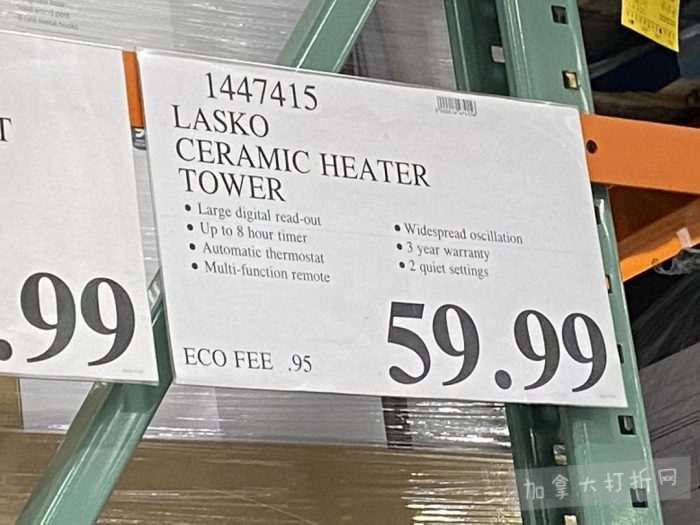 1447415
LASKO
CERAMIC HEATER
TOWER
• Large digital read-out
• Up to 8 hour timer
• Automatic thermostat
• Multi-function remote
• Widespread oscillation
• 3 year warranty
• 2 quiet settings
ECO FEE .95
59.99
T
.99
加拿大打折网